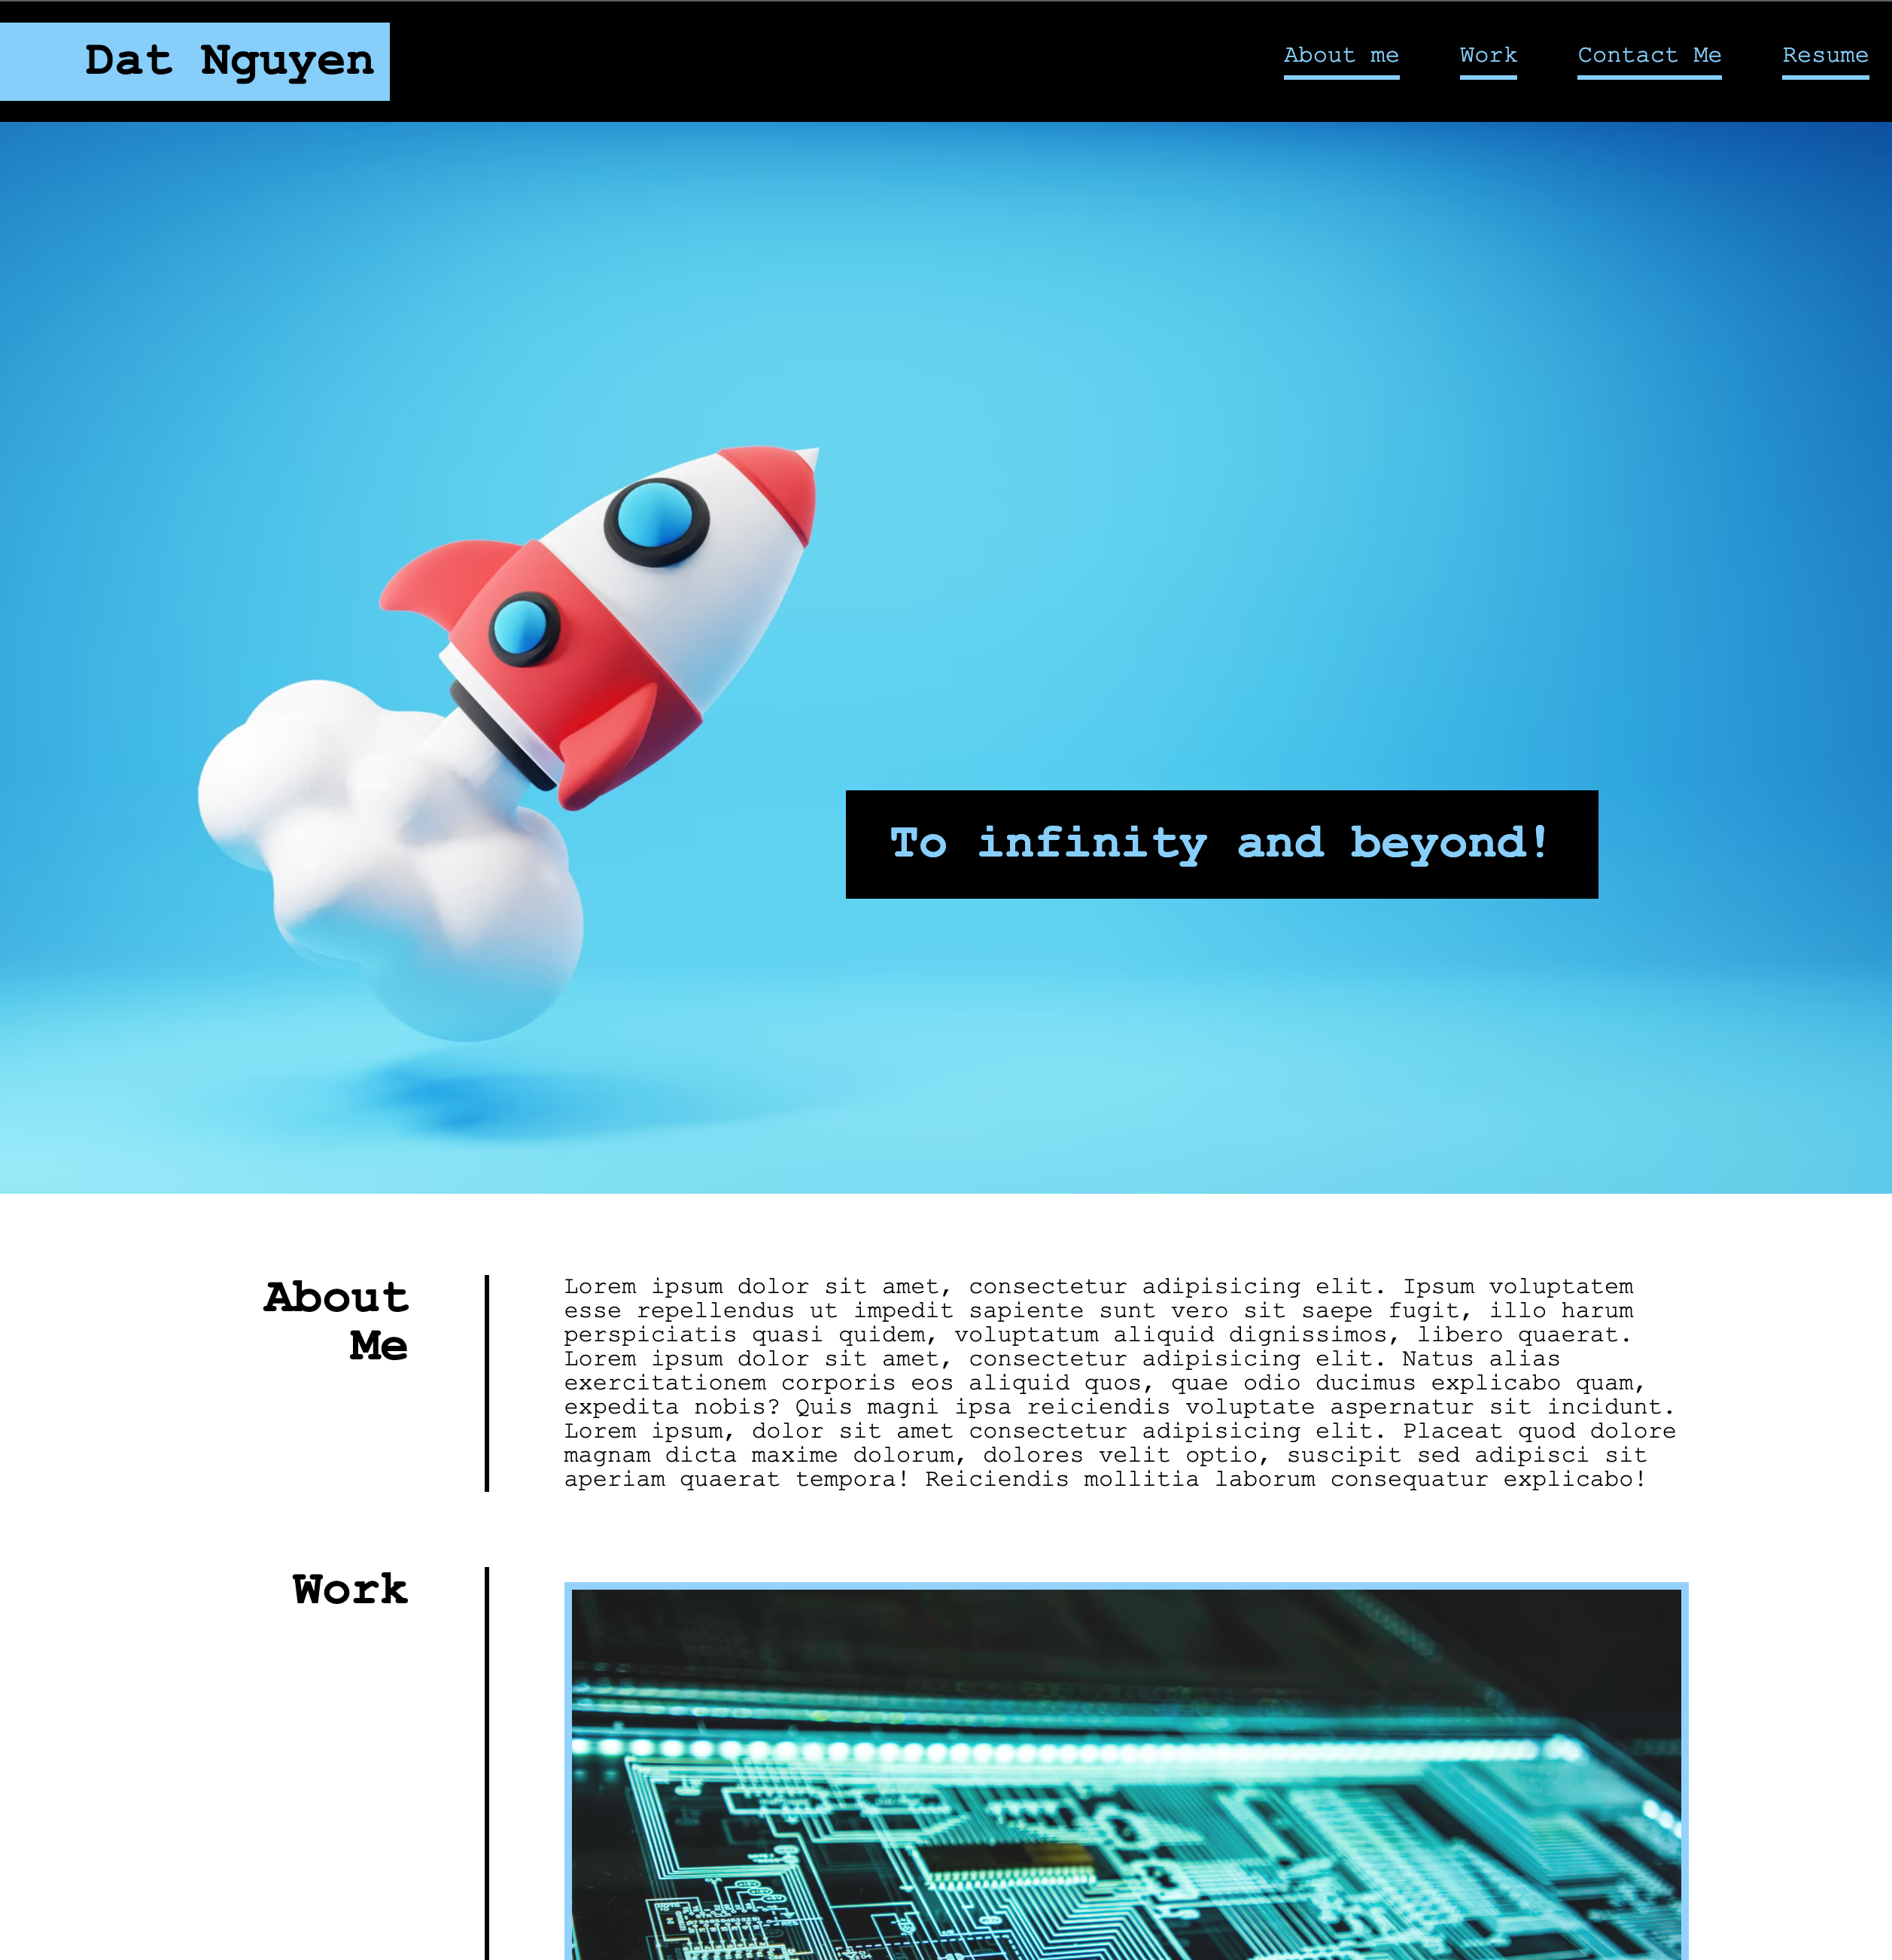 Dat Nguyen
About me
Work
Contact Me
Resume
To infinity and beyond!
About
Me
Lorem ipsum dolor sit amet, consectetur adipisicing elit. Ipsum voluptatem
esse repellendus ut impedit sapiente sunt vero sit saepe fugit, illo harum
perspiciatis quasi quidem, voluptatum aliquid dignissimos, libero quaerat.
Lorem ipsum dolor sit amet, consectetur adipisicing elit. Natus alias
exercitationem corporis eos aliquid quos, quae odio ducimus explicabo quam,
expedita nobis? Quis magni ipsa reiciendis voluptate aspernatur sit incidunt.
Lorem ipsum, dolor sit amet consectetur adipisicing elit. Placeat quod dolore
magnam dicta maxime dolorum, dolores velit optio, suscipit sed adipisci sit
aperiam quaerat tempora! Reiciendis mollitia laborum consequatur explicabo!
Work